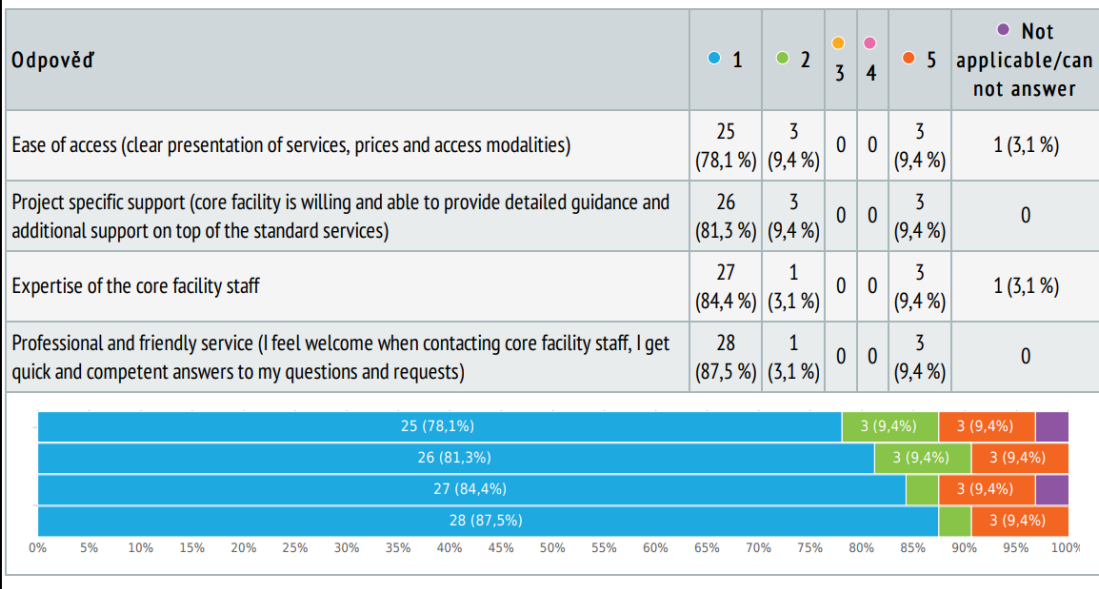 Odpověď
1
2
3
4
5
Not
applicable/can
not answer
Ease of access (clear presentation of services, prices and access modalities)
25
(78,1 %)
3
(9,4 %)
0
0
3
(9,4 %)
1 (3,1 %)
Project specific support (core facility is willing and able to provide detailed guidance and
additional support on top of the standard services)
26
(81,3 %)
3
(9,4 %)
0
0
3
(9,4 %)
0
Expertise of the core facility staff
27
(84,4 %)
1
(3,1 %)
0
0
3
(9,4 %)
1 (3,1 %)
Professional and friendly service (I feel welcome when contacting core facility staff, I get
quick and competent answers to my questions and requests)
28
(87,5 %)
1
(3,1 %)
0
0
3
(9,4 %)
0
25 (78,1%) 3 (9,4%) 3 (9,4%)
26 (81,3%) 3 (9,4%) 3 (9,4%)
27 (84,4%) 3 (9,4%)
28 (87,5%) 3 (9,4%)
0% 5% 10% 15% 20% 25% 30% 35% 40% 45% 50% 55% 60% 65% 70% 75% 80% 85% 90% 95% 100%